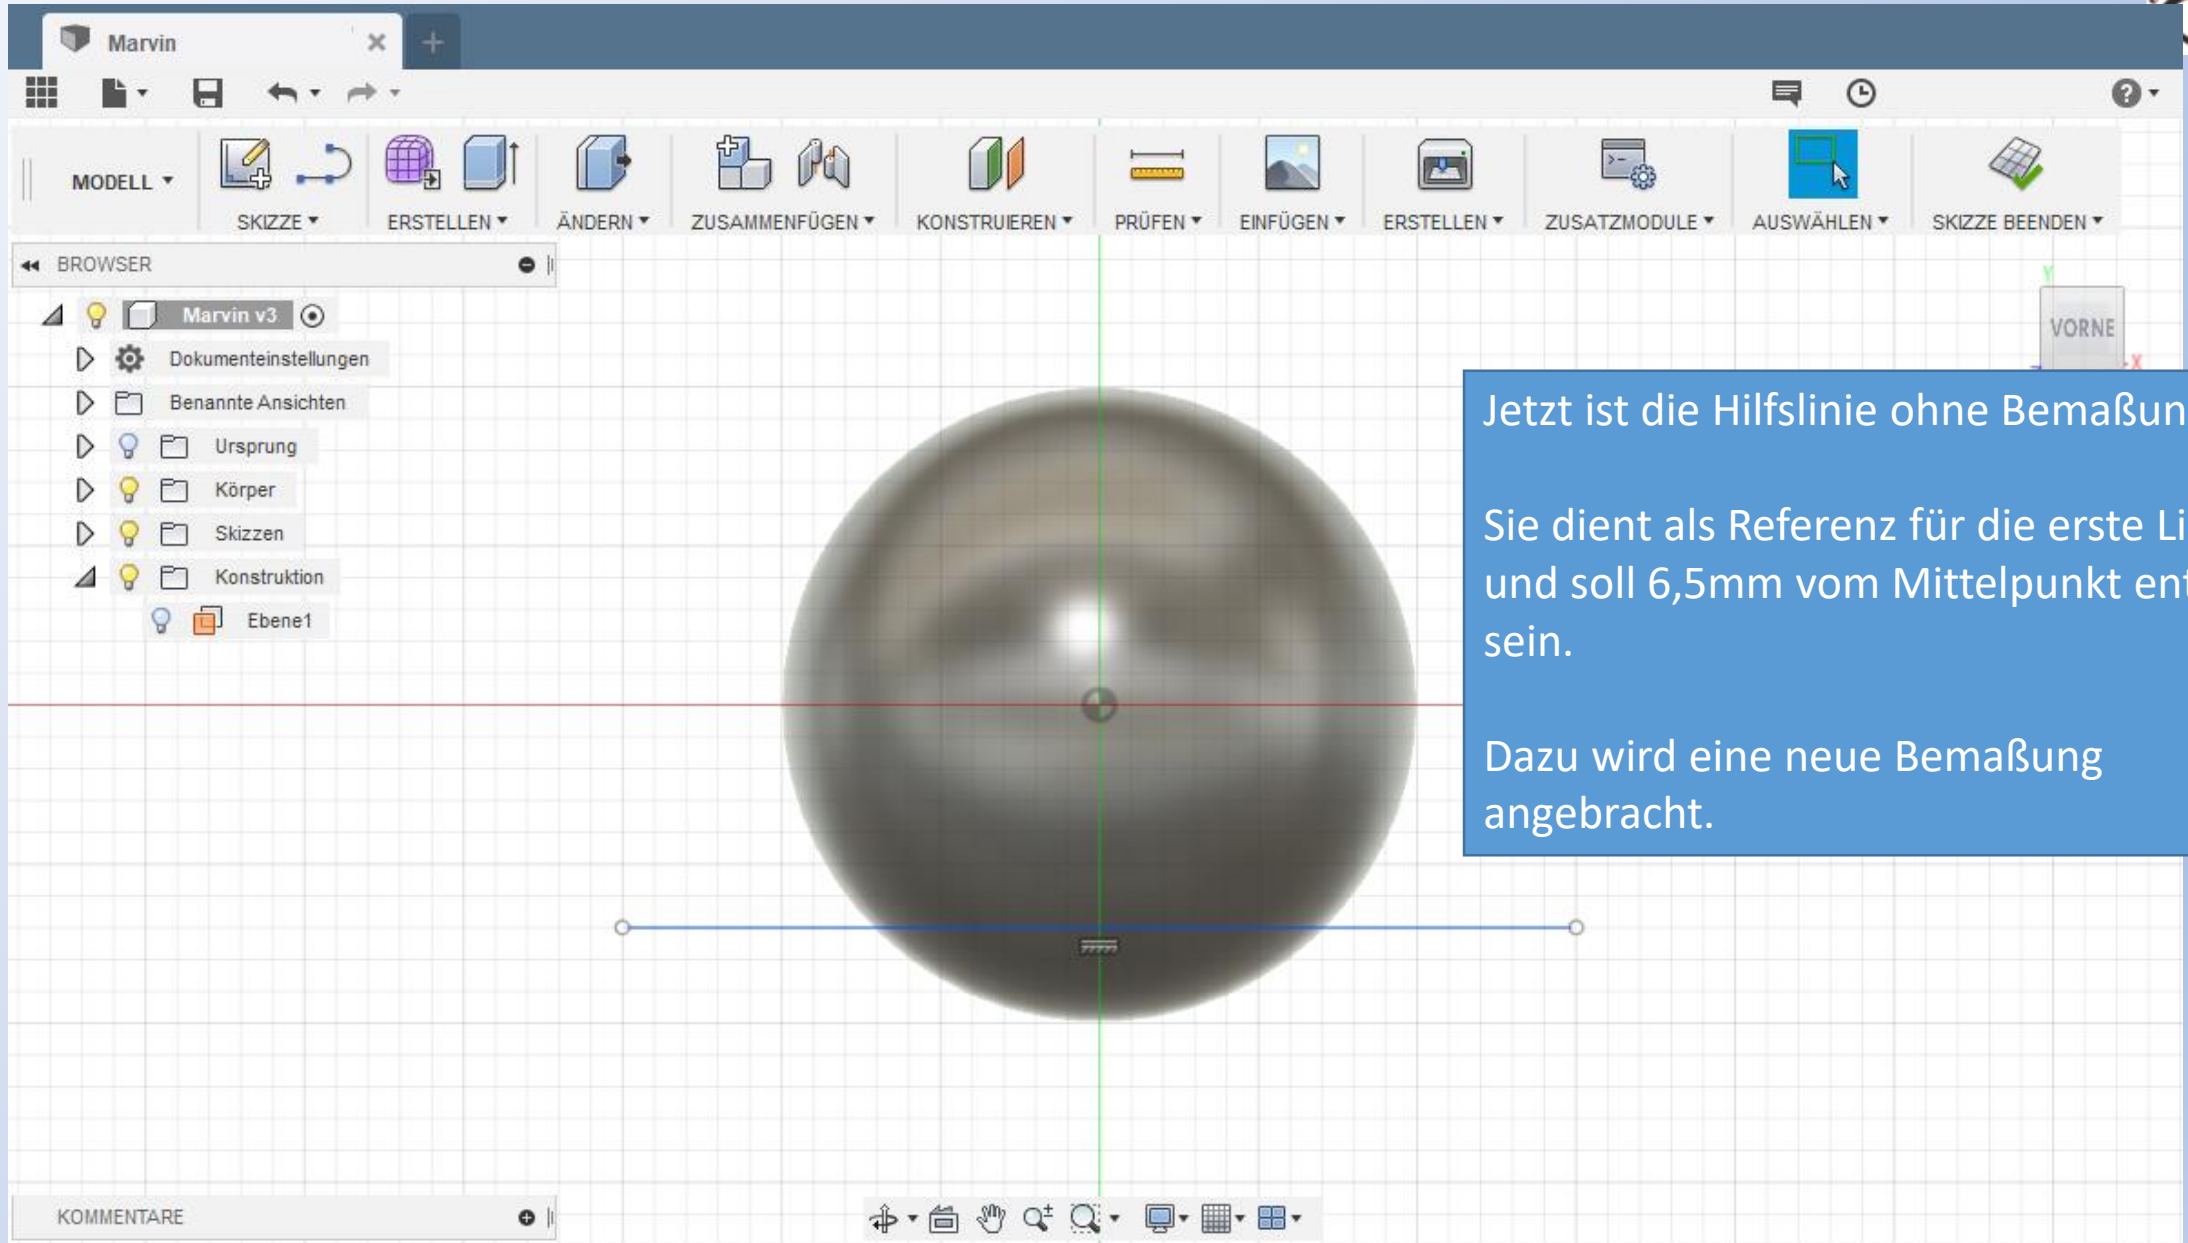 Marvin
MODELL
SKIZZE
ERSTELLEN
ÄNDERN
ZUSAMMENFÜGEN
KONSTRUIEREN
PRÜFEN
EINFÜGEN
ERSTELLEN
ZUSATZMODULE
AUSWÄHLEN
SKIZZE BEENDEN
BROWSER
Marvin v3
Dokumenteinstellungen
Benannte Ansichten
Ursprung
Körper
Skizzen
Konstruktion
Ebene1
Y
VORNE
X
Jetzt ist die Hilfslinie ohne Bemaßun
Sie dient als Referenz für die erste Li
und soll 6,5mm vom Mittelpunkt ent
sein.
Dazu wird eine neue Bemaßung
angebracht.
KOMMENTARE